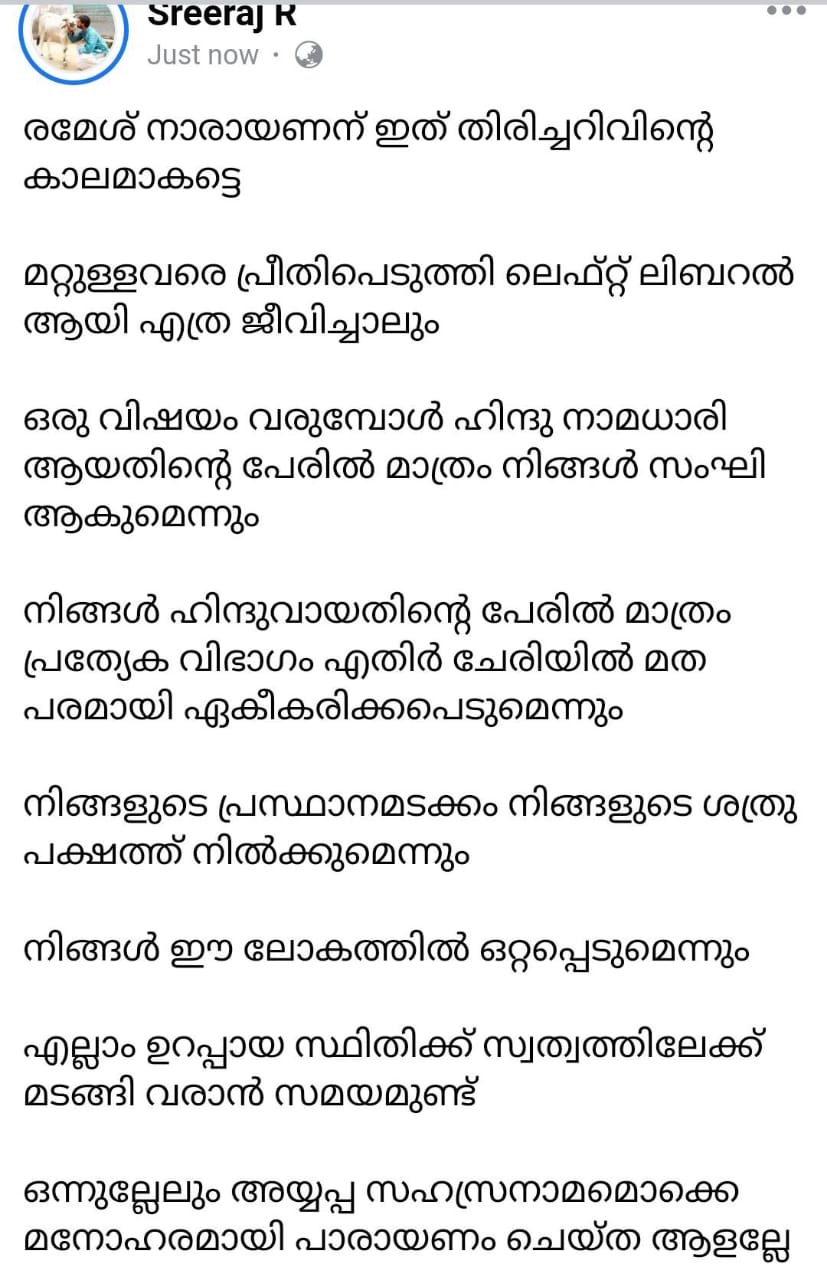 Sreeraj R
Just now ·
രമേശ് നാരായണന് ഇത് തിരിച്ചറിവിന്റെ
കാലമാകട്ടെ
മറ്റുള്ളവരെ പ്രീതിപെടുത്തി ലെഫ്റ്റ് ലിബറൽ
ആയി എത്ര ജീവിച്ചാലും
ഒരു വിഷയം വരുമ്പോൾ ഹിന്ദു നാമധാരി
ആയതിന്റെ പേരിൽ മാത്രം നിങ്ങൾ സംഘി
ആകുമെന്നും
നിങ്ങൾ ഹിന്ദുവായതിന്റെ പേരിൽ മാത്രം
പ്രത്യേക വിഭാഗം എതിർ ചേരിയിൽ മത
പരമായി ഏകീകരിക്കപെടുമെന്നും
നിങ്ങളുടെ പ്രസ്ഥാനമടക്കം നിങ്ങളുടെ ശത്രു
പക്ഷത്ത് നിൽക്കുമെന്നും
നിങ്ങൾ ഈ ലോകത്തിൽ ഒറ്റപ്പെടുമെന്നും
എല്ലാം ഉറപ്പായ സ്ഥിതിക്ക് സ്വത്വത്തിലേക്ക്
മടങ്ങി വരാൻ സമയമുണ്ട്
ഒന്നുല്ലേലും അയ്യപ്പ സഹസ്രനാമമൊക്കെ
മനോഹരമായി പാരായണം ചെയ്ത ആളല്ലേ